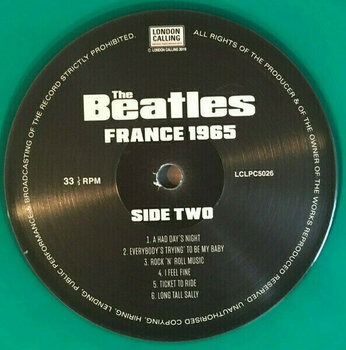 LONDON
CALLING
© LONDON CALLING 2019
ALL RIGHTS OF THE PRODUCER & OF THE OWNER OF THE WORKS REPRODUCED RESERVED. UNAUTHORISED COPYING, HIRING, LENDING, PUBLIC PERFORMANCE & BROADCASTING OF THE RECORD STRICTLY PROHIBITED.
The
Beatles
FRANCE 1965
33 ⅓ RPM
LCLPC5026
SIDE TWO
1. A HAD DAY'S NIGHT
2. EVERYBODY'S TRYING' TO BE MY BABY
3. ROCK 'N' ROLL MUSIC
4. I FEEL FINE
5. TICKET TO RIDE
6. LONG TALL SALLY